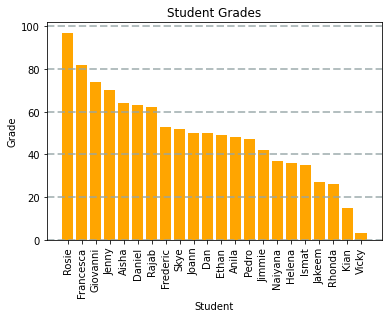 Student Grades
Grade
100
80
60
40
20
0
Rosie
Francesca
Giovanni
Jenny
Aisha
Daniel
Rajab
Frederic
Skye
Joann
Dan
Ethan
Anila
Pedro
Jimmie
Naiyana
Helena
Ismat
Jakeem
Rhonda
Kian
Vicky
Student